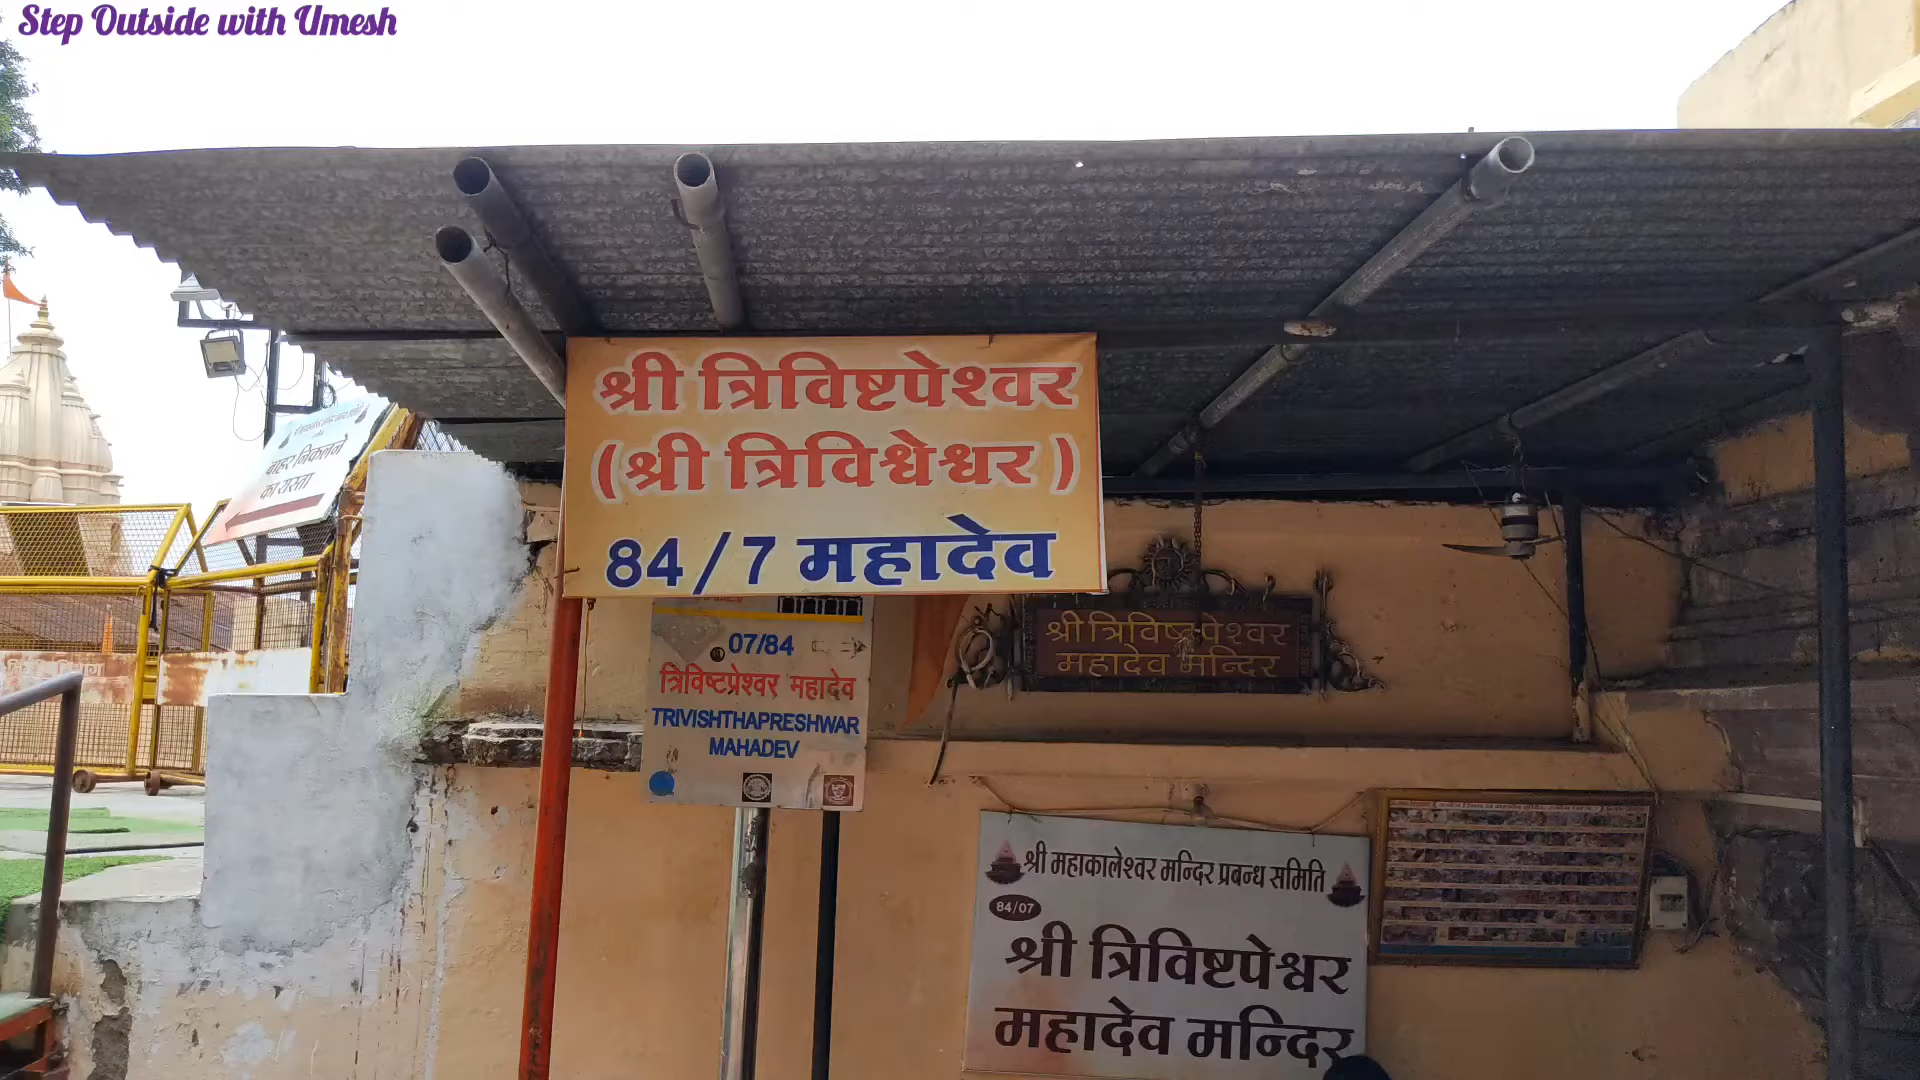 Step Outside with Umesh
श्री त्रिविष्टपेश्वर
(श्री त्रिविश्वेश्वर)
84/7 महादेव
बाहर निकलने
का रास्ता
07/84
त्रिविष्टप्रेश्वर महादेव
TRIVISHTHAPRESHWAR
MAHADEV
श्री त्रिविष्टपेश्वर
महादेव मन्दिर
श्री महाकालेश्वर मन्दिर प्रबन्ध समिति
84/07
श्री त्रिविष्टपेश्वर
महादेव मन्दिर